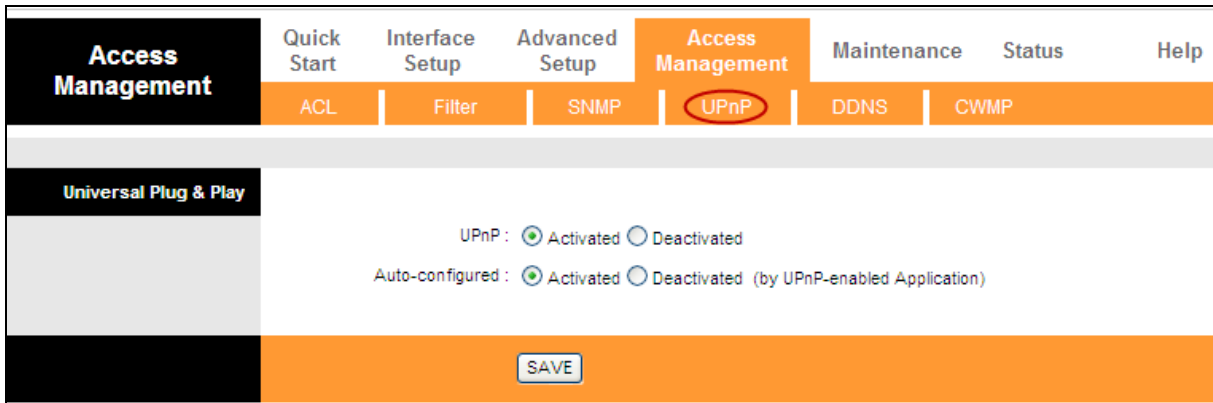 Access Management
Quick Start
Interface Setup
Advanced Setup
Access Management
Maintenance
Status
Help
ACL
Filter
SNMP
UPnP
DDNS
CWMP
Universal Plug & Play
UPnP : Activated Deactivated
Auto-configured : Activated Deactivated (by UPnP-enabled Application)
SAVE